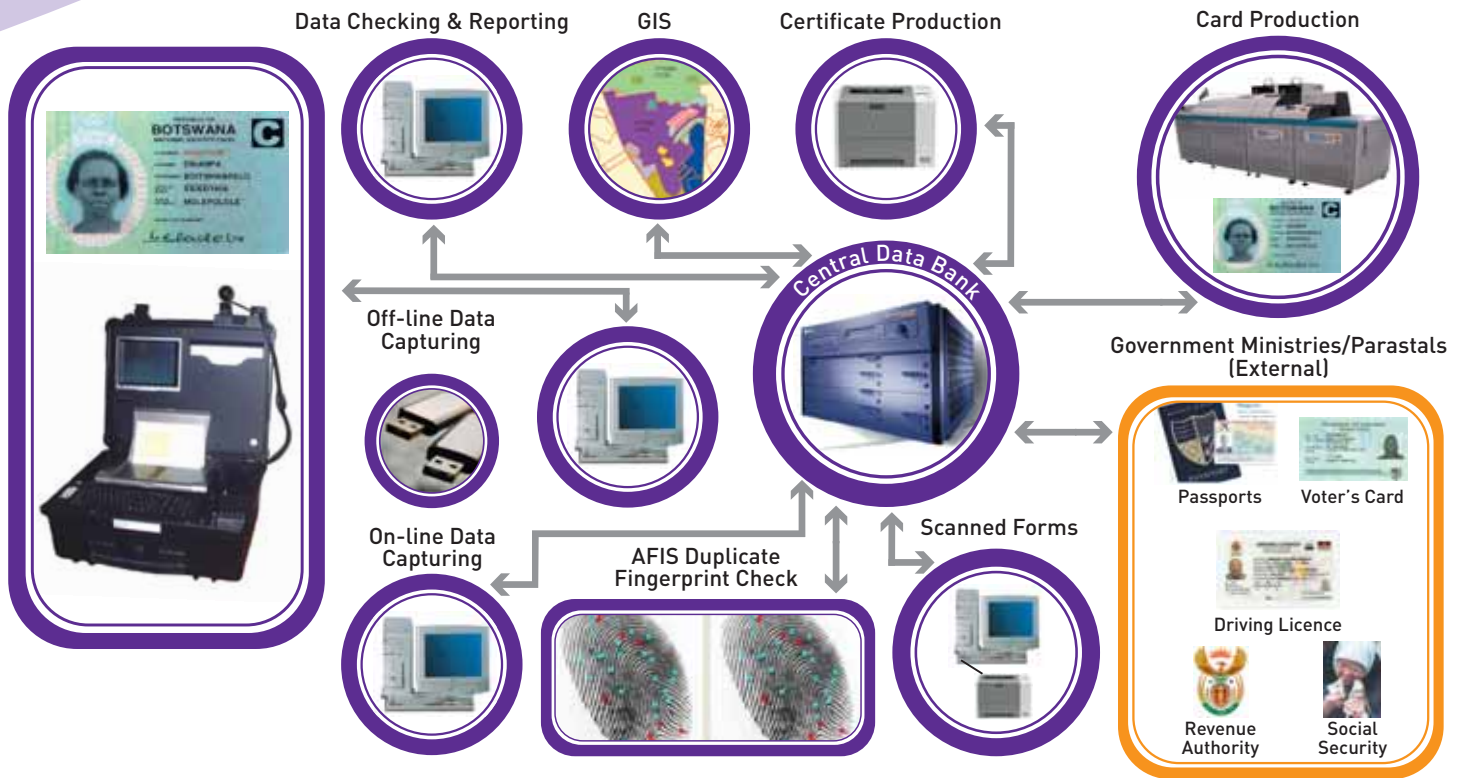 Data Checking & Reporting
GIS
Certificate Production
Card Production
BOTSWANA
C
Central Data Bank
BOTSWANA
C
Off-line Data
Capturing
Government Ministries/Parastals
(External)
Passports
Voter's Card
On-line Data
Capturing
AFIS Duplicate
Fingerprint Check
Scanned Forms
Driving Licence
Revenue
Authority
Social
Security